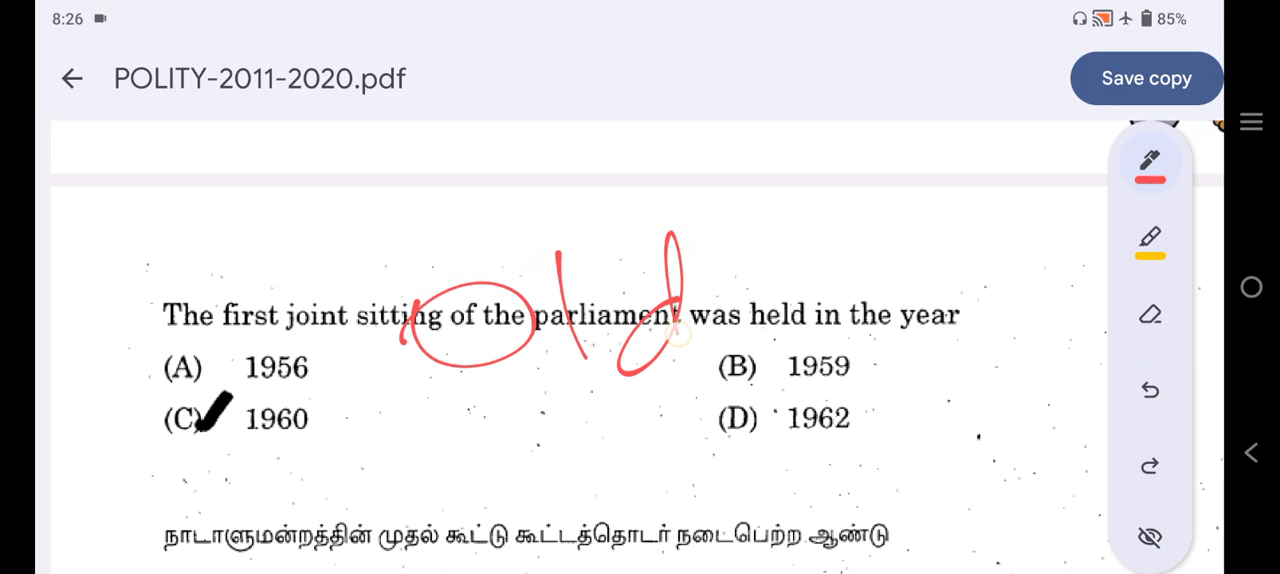 8:26 85%
POLITY-2011-2020.pdf Save copy
The first joint sitting of the parliament was held in the year
(A) 1956 (B) 1959
(C) 1960 (D) 1962
நாடாளுமன்றத்தின் முதல் கூட்டு கூட்டத்தொடர் நடைபெற்ற ஆண்டு